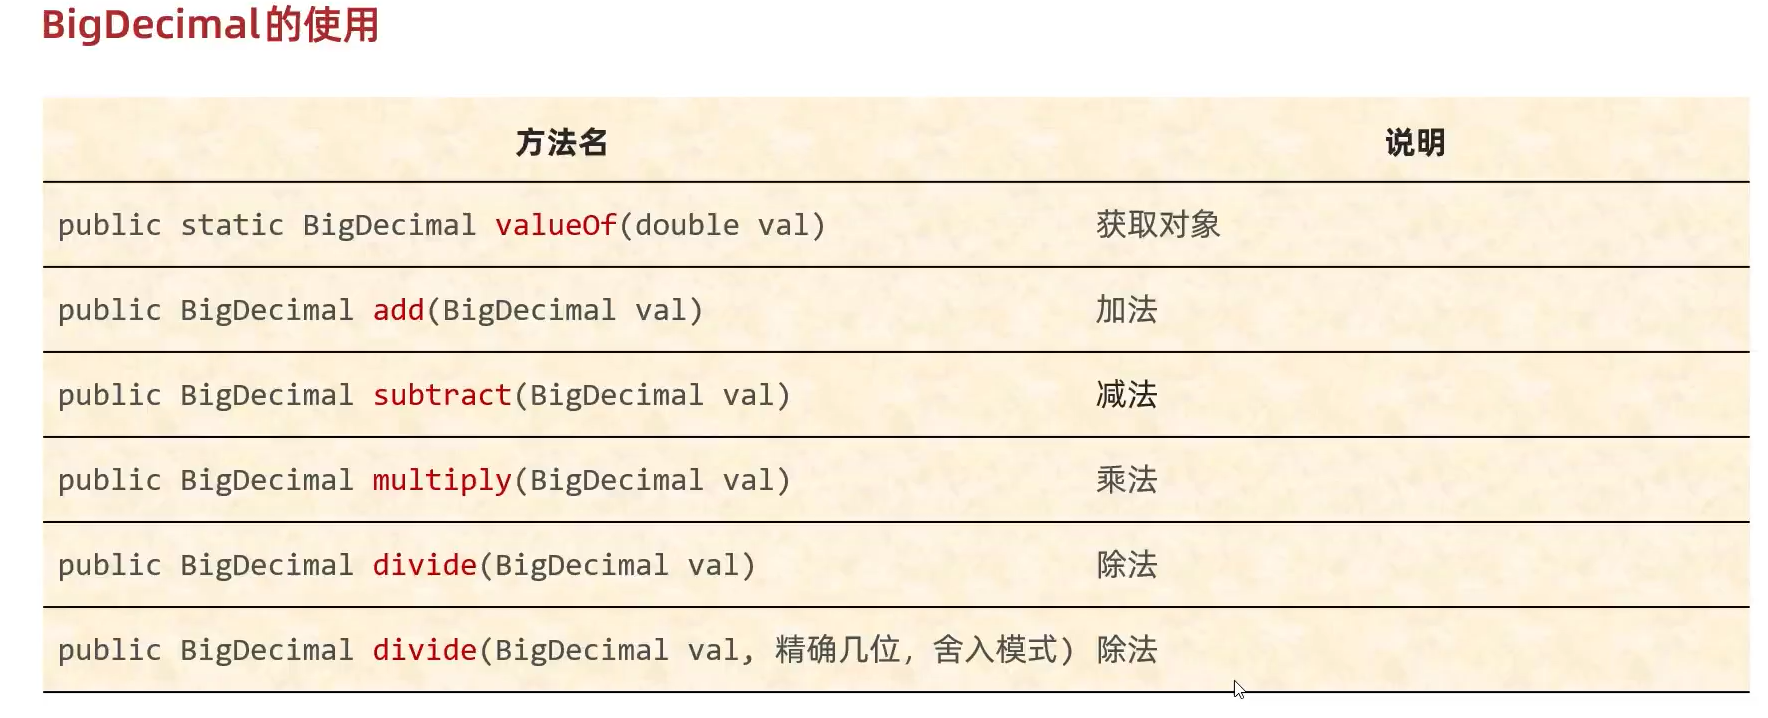 BigDecimal的使用
方法名 说明
public static BigDecimal valueOf(double val) 获取对象
public BigDecimal add(BigDecimal val) 加法
public BigDecimal subtract(BigDecimal val) 减法
public BigDecimal multiply(BigDecimal val) 乘法
public BigDecimal divide(BigDecimal val) 除法
public BigDecimal divide(BigDecimal val, 精确几位，舍入模式) 除法